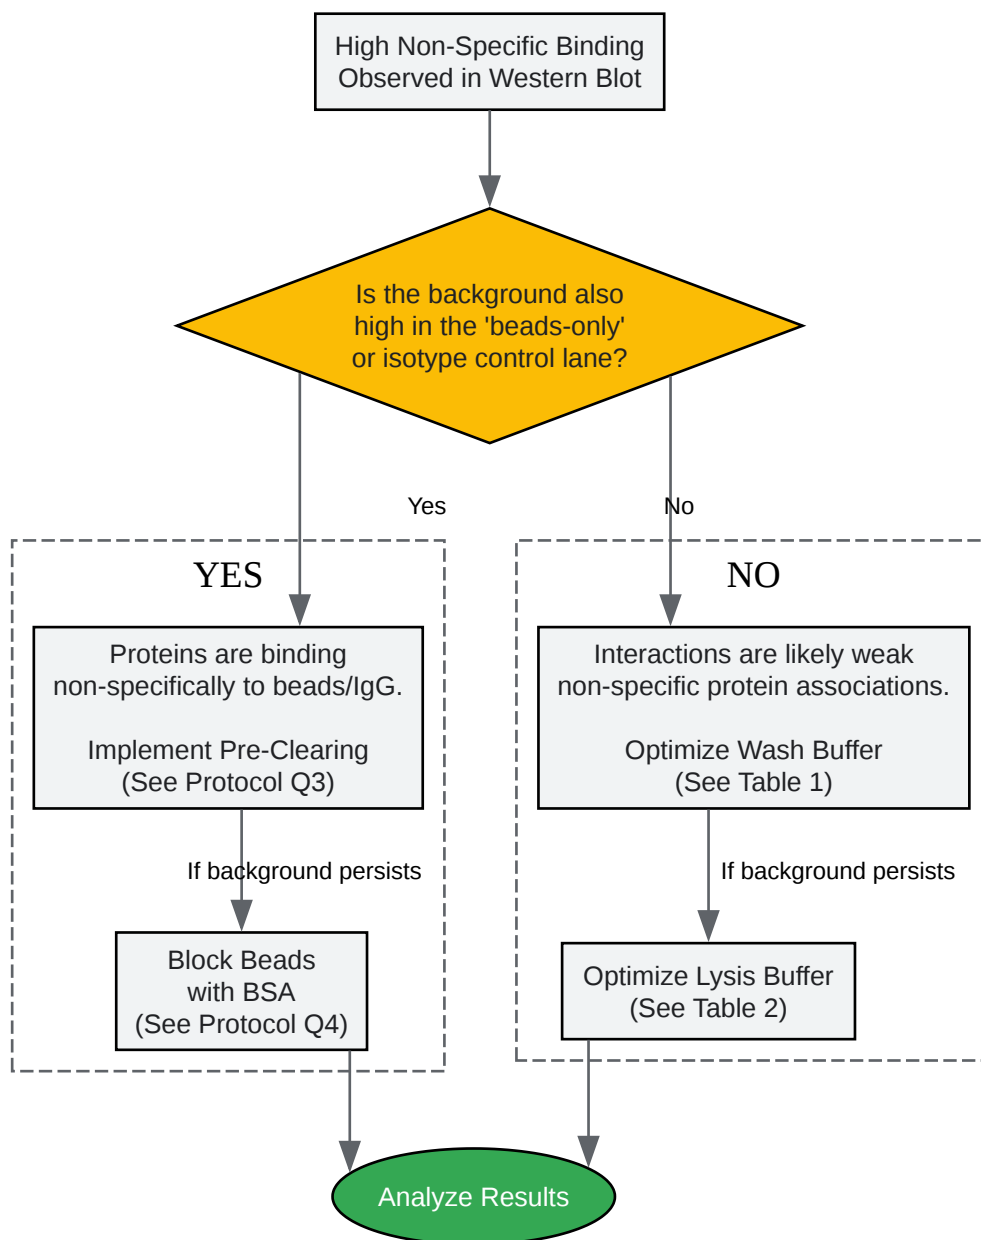 High Non-Specific Binding
Observed in Western Blot
Is the background also
high in the 'beads-only'
or isotype control lane?
Yes
No
YES
Proteins are binding
non-specifically to beads/IgG.
Implement Pre-Clearing
(See Protocol Q3)
If background persists
Block Beads
with BSA
(See Protocol Q4)
NO
Interactions are likely weak
non-specific protein associations.
Optimize Wash Buffer
(See Table 1)
If background persists
Optimize Lysis Buffer
(See Table 2)
Analyze Results